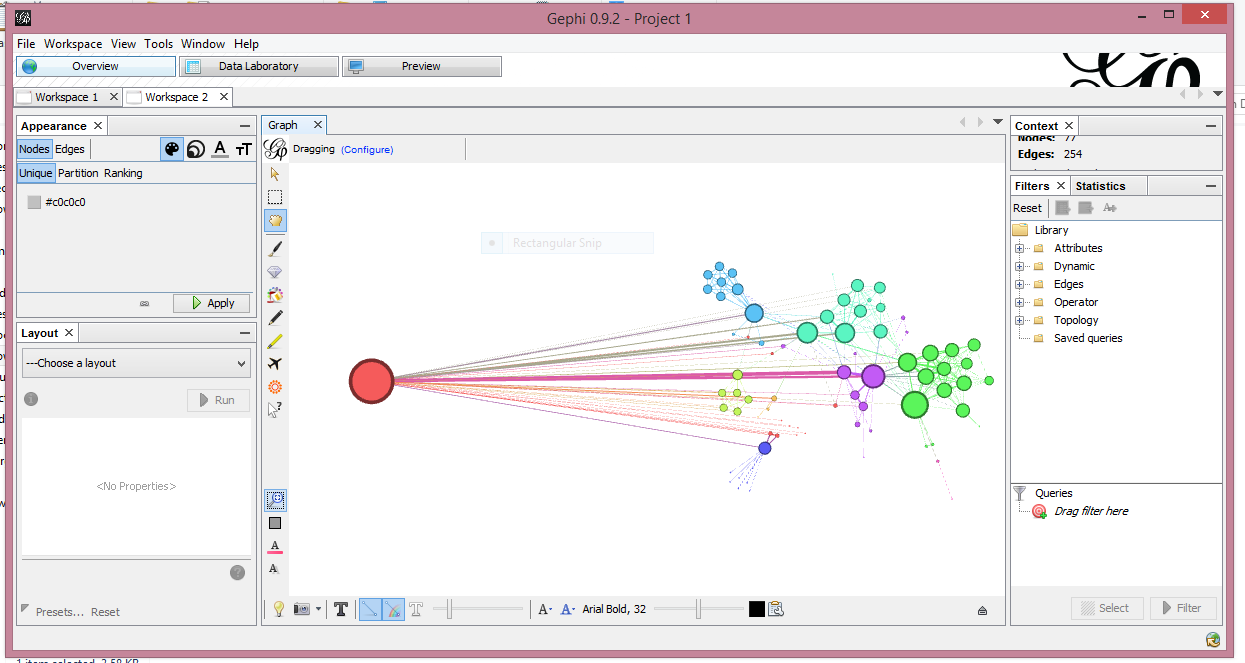 Gephi 0.9.2 - Project 1
File Workspace View Tools Window Help
Overview Data Laboratory Preview
Workspace 1 Workspace 2
Appearance
Nodes Edges
Unique Partition Ranking
#c0c0c0
Apply
Layout
---Choose a layout
Run
<No Properties>
Presets... Reset
Graph
Dragging (Configure)
Rectangular Snip
Arial Bold, 32
Context
Nodes: 77
Edges: 254
Filters Statistics
Reset
Library
Attributes
Dynamic
Edges
Operator
Topology
Saved queries
Queries
Drag filter here
Select Filter
1 item selected 3.58 KB